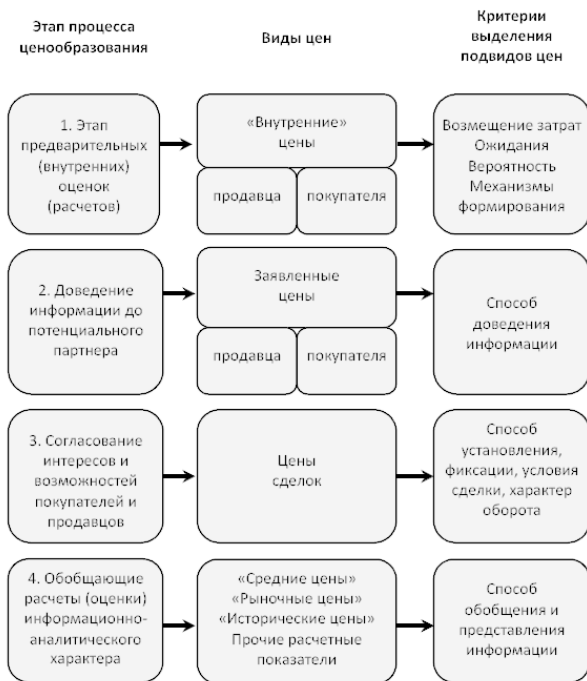 Этап процесса
ценообразования
Виды цен
Критерии
выделения
подвидов цен
1. Этап
предварительных
(внутренних)
оценок
(расчетов)
«Внутренние»
цены
продавца
покупателя
Возмещение затрат
Ожидания
Вероятность
Механизмы
формирования
2. Доведение
информации до
потенциального
партнера
Заявленные
цены
продавца
покупателя
Способ
доведения
информации
3. Согласование
интересов и
возможностей
покупателей и
продавцов
Цены
сделок
Способ
установления,
фиксации, условия
сделки, характер
оборота
4. Обобщающие
расчеты (оценки)
информационно-
аналитического
характера
«Средние цены»
«Рыночные цены»
«Исторические цены»
Прочие расчетные
показатели
Способ
обобщения и
представления
информации